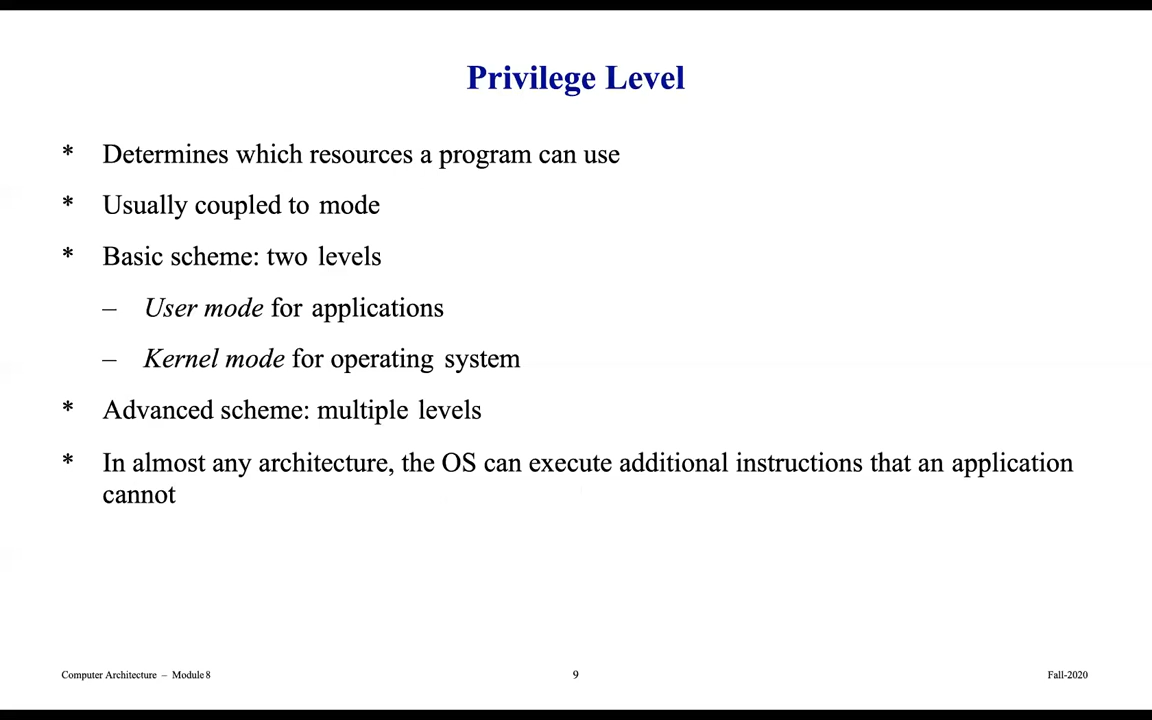 Privilege Level
* Determines which resources a program can use
* Usually coupled to mode
* Basic scheme: two levels
– User mode for applications
– Kernel mode for operating system
* Advanced scheme: multiple levels
* In almost any architecture, the OS can execute additional instructions that an application
cannot
Computer Architecture – Module 8 9 Fall-2020